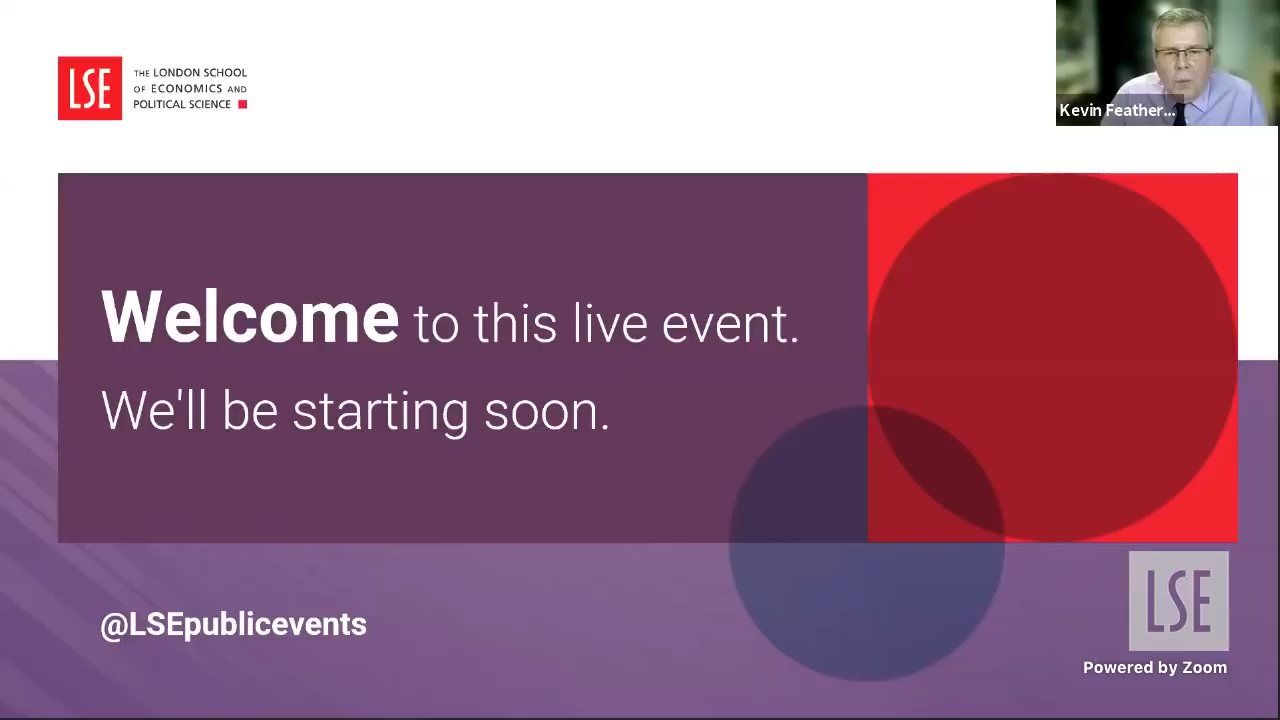 LSE
THE LONDON SCHOOL
OF ECONOMICS AND
POLITICAL SCIENCE
Kevin Feather...
Welcome to this live event.
We'll be starting soon.
@LSEpublicevents
LSE
Powered by Zoom